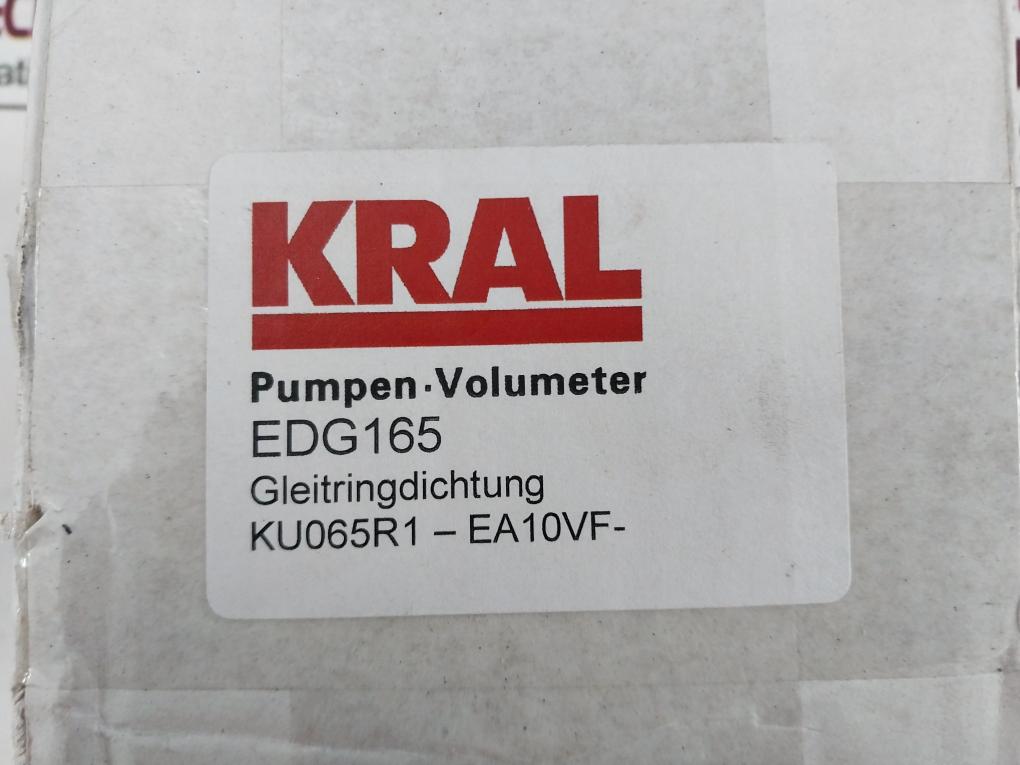 KRAL
Pumpen·Volumeter
EDG165
Gleitringdichtung
KU065R1 – EA10VF-